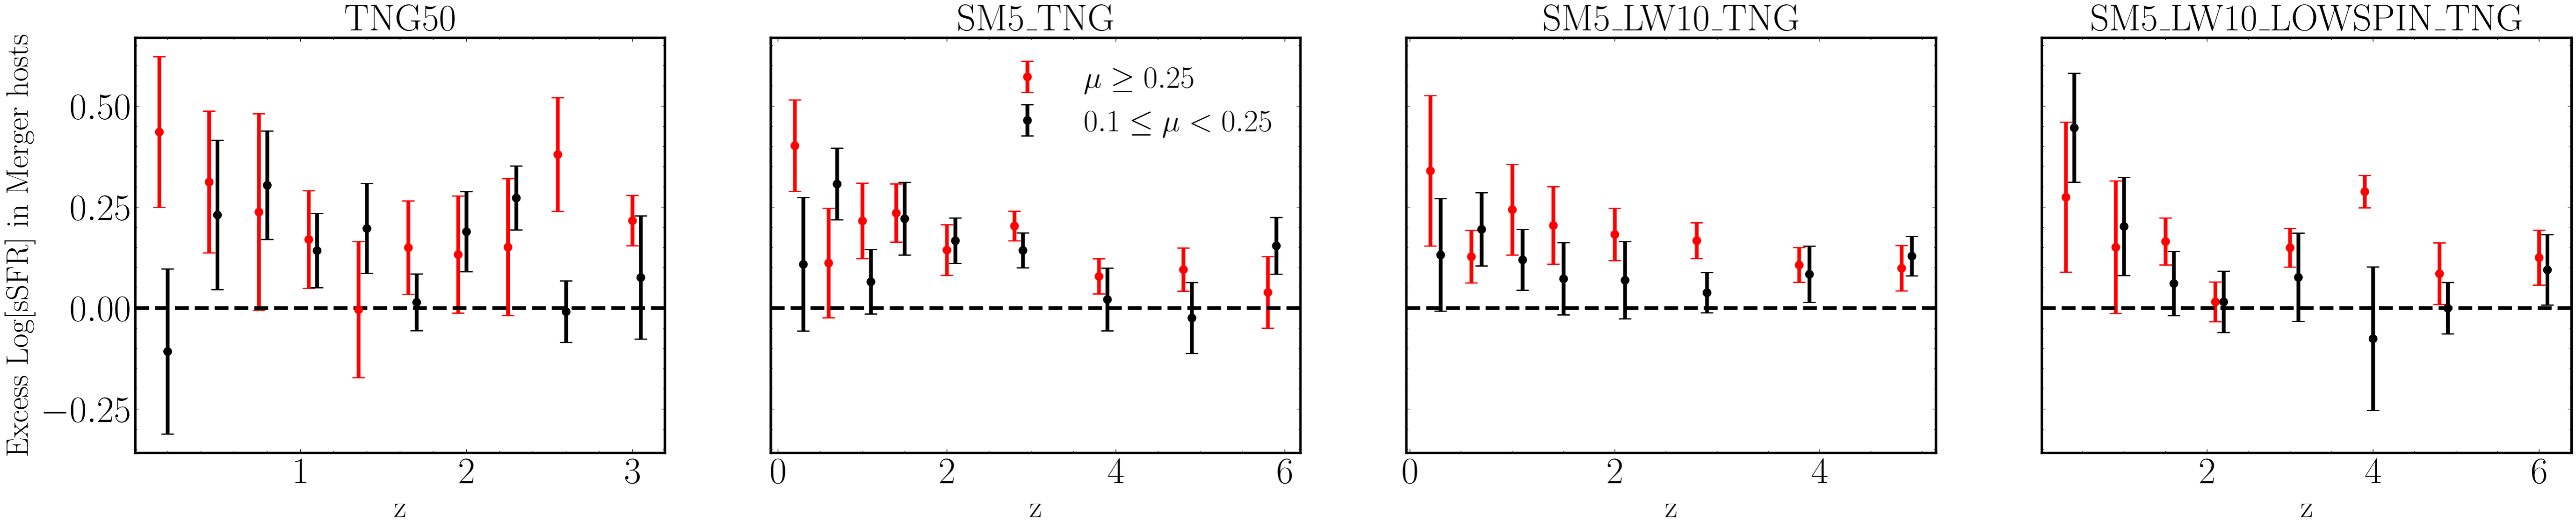 TNG50
SM5_TNG
SM5_LW10_TNG
SM5_LW10_LOWSPIN_TNG
Excess Log[sSFR] in Merger hosts
0.50
0.25
0.00
−0.25
μ ≥ 0.25
0.1 ≤ μ < 0.25
1 2 3
0 2 4 6
0 2 4
2 4 6
z
z
z
z